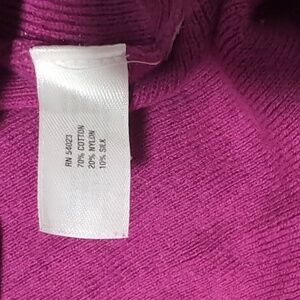 RN 54023
70% COTTON
20% NYLON
10% SILK